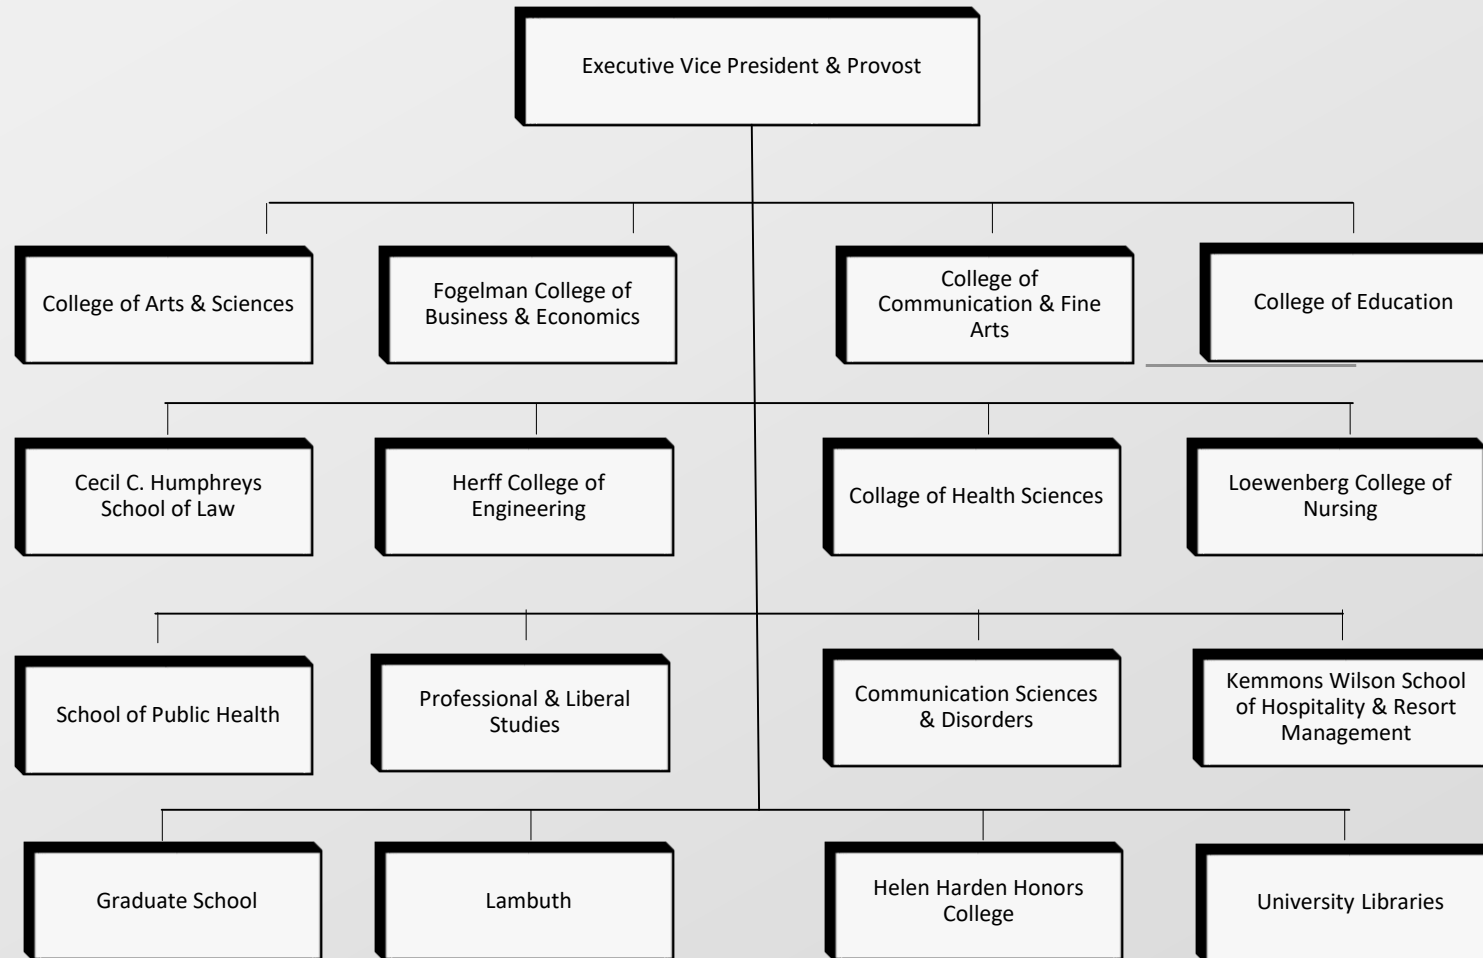 Executive Vice President & Provost
College of Arts & Sciences
Fogelman College of
Business & Economics
College of
Communication & Fine
Arts
College of Education
Cecil C. Humphreys
School of Law
Herff College of
Engineering
Collage of Health Sciences
Loewenberg College of
Nursing
School of Public Health
Professional & Liberal
Studies
Communication Sciences
& Disorders
Kemmons Wilson School
of Hospitality & Resort
Management
Graduate School
Lambuth
Helen Harden Honors
College
University Libraries